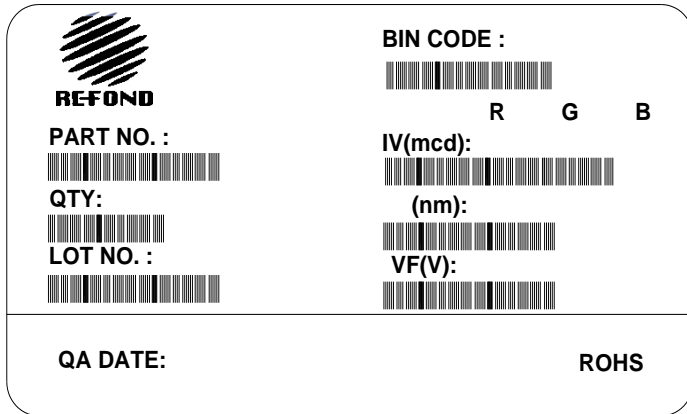 REFOND
PART NO. :
QTY:
LOT NO. :
BIN CODE :
R G B
IV(mcd):
(nm):
VF(V):
QA DATE:
ROHS